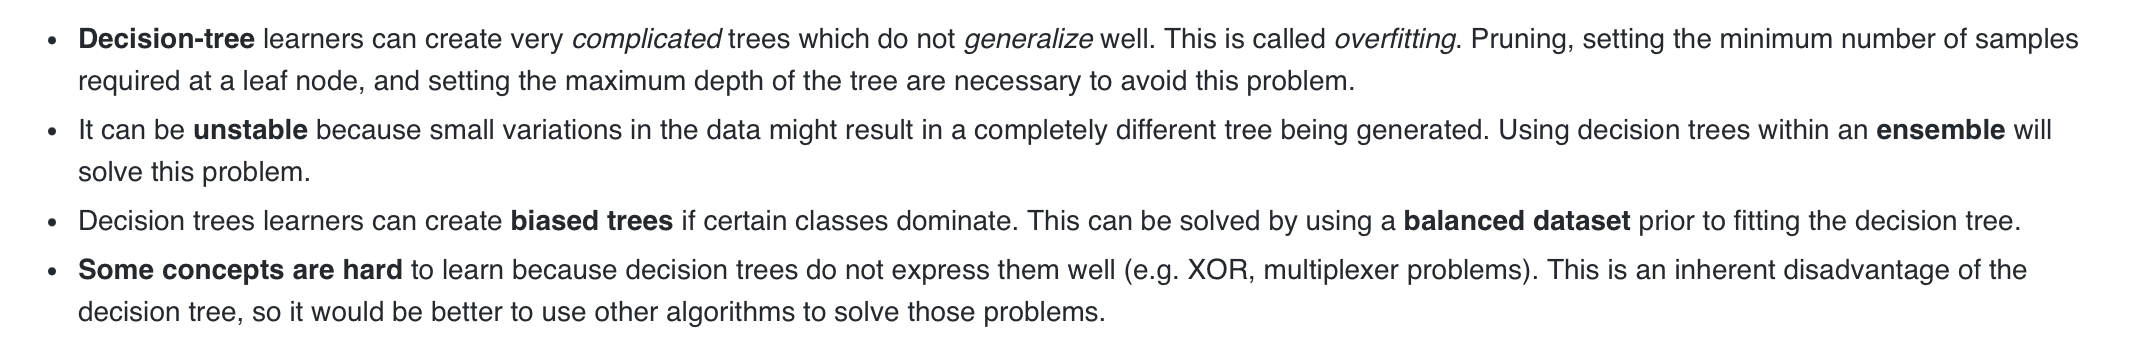 • Decision-tree learners can create very complicated trees which do not generalize well. This is called overfitting. Pruning, setting the minimum number of samples
required at a leaf node, and setting the maximum depth of the tree are necessary to avoid this problem.
• It can be unstable because small variations in the data might result in a completely different tree being generated. Using decision trees within an ensemble will
solve this problem.
• Decision trees learners can create biased trees if certain classes dominate. This can be solved by using a balanced dataset prior to fitting the decision tree.
• Some concepts are hard to learn because decision trees do not express them well (e.g. XOR, multiplexer problems). This is an inherent disadvantage of the
decision tree, so it would be better to use other algorithms to solve those problems.